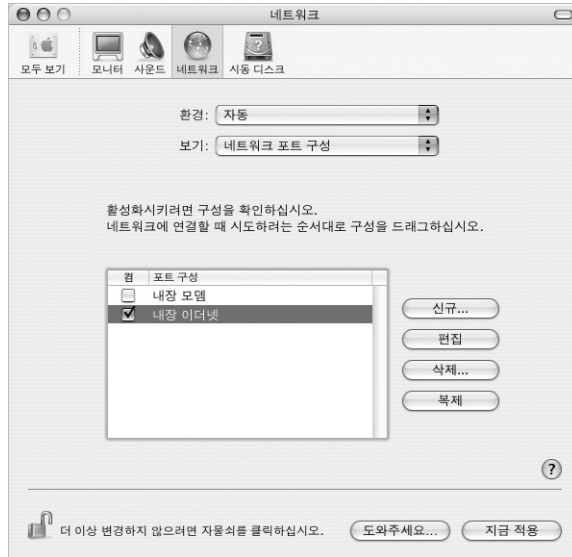 네트워크
모두 보기
모니터
사운드
네트워크
시동 디스크
환경: 자동
보기: 네트워크 포트 구성
활성화시키려면 구성을 확인하십시오.
네트워크에 연결할 때 시도하려는 순서대로 구성을 드래그하십시오.
켬 포트 구성
내장 모뎀
내장 이더넷
신규...
편집
삭제...
복제
?
더 이상 변경하지 않으려면 자물쇠를 클릭하십시오.
도와주세요...
지금 적용